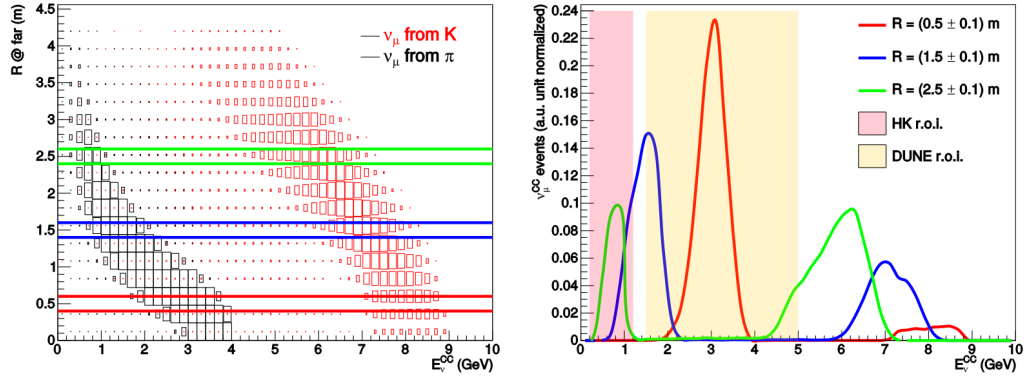 R @ far (m)
4.5
4
3.5
3
2.5
2
1.5
1
0.5
0
ν_μ from K
ν_μ from π
0 1 2 3 4 5 6 7 8 9 10
E_ν^CC (GeV)
ν_μ^CC events (a.u. unit normalized)
0.24
0.22
0.2
0.18
0.16
0.14
0.12
0.1
0.08
0.06
0.04
0.02
0
R = (0.5 ± 0.1) m
R = (1.5 ± 0.1) m
R = (2.5 ± 0.1) m
HK r.o.i.
DUNE r.o.i.
0 1 2 3 4 5 6 7 8 9 10
E_ν^CC (GeV)